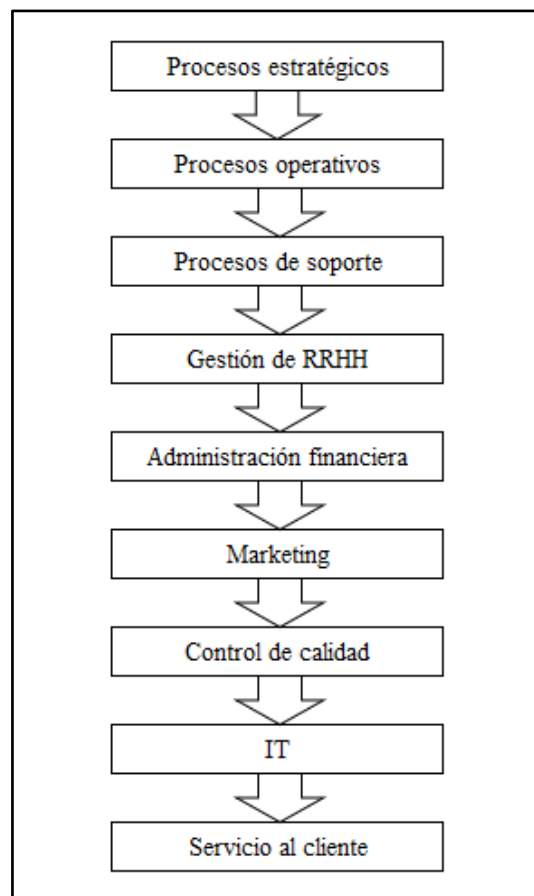 Procesos estratégicos
Procesos operativos
Procesos de soporte
Gestión de RRHH
Administración financiera
Marketing
Control de calidad
IT
Servicio al cliente